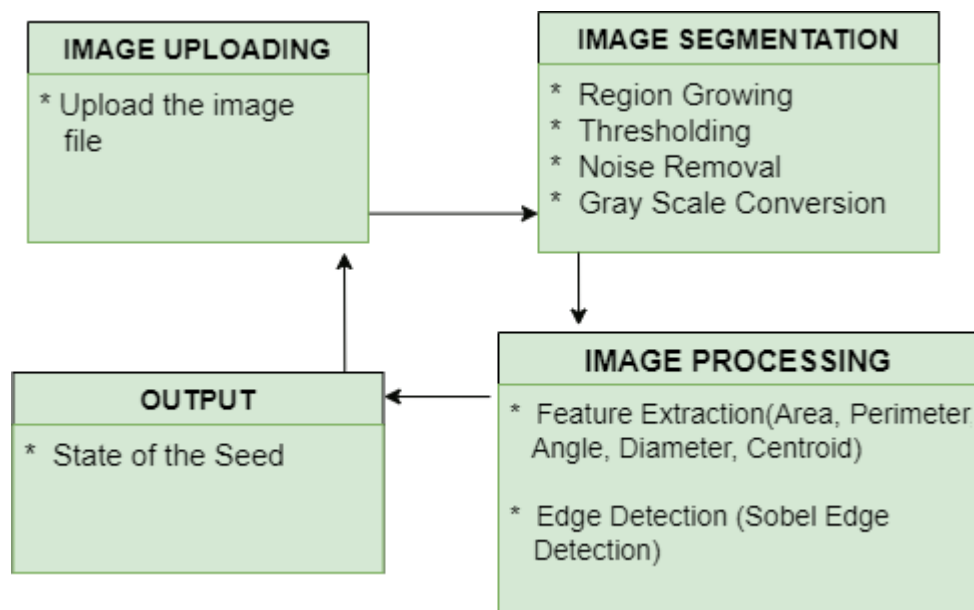 IMAGE UPLOADING
* Upload the image
file
IMAGE SEGMENTATION
* Region Growing
* Thresholding
* Noise Removal
* Gray Scale Conversion
IMAGE PROCESSING
* Feature Extraction(Area, Perimeter,
Angle, Diameter, Centroid)
* Edge Detection (Sobel Edge
Detection)
OUTPUT
* State of the Seed